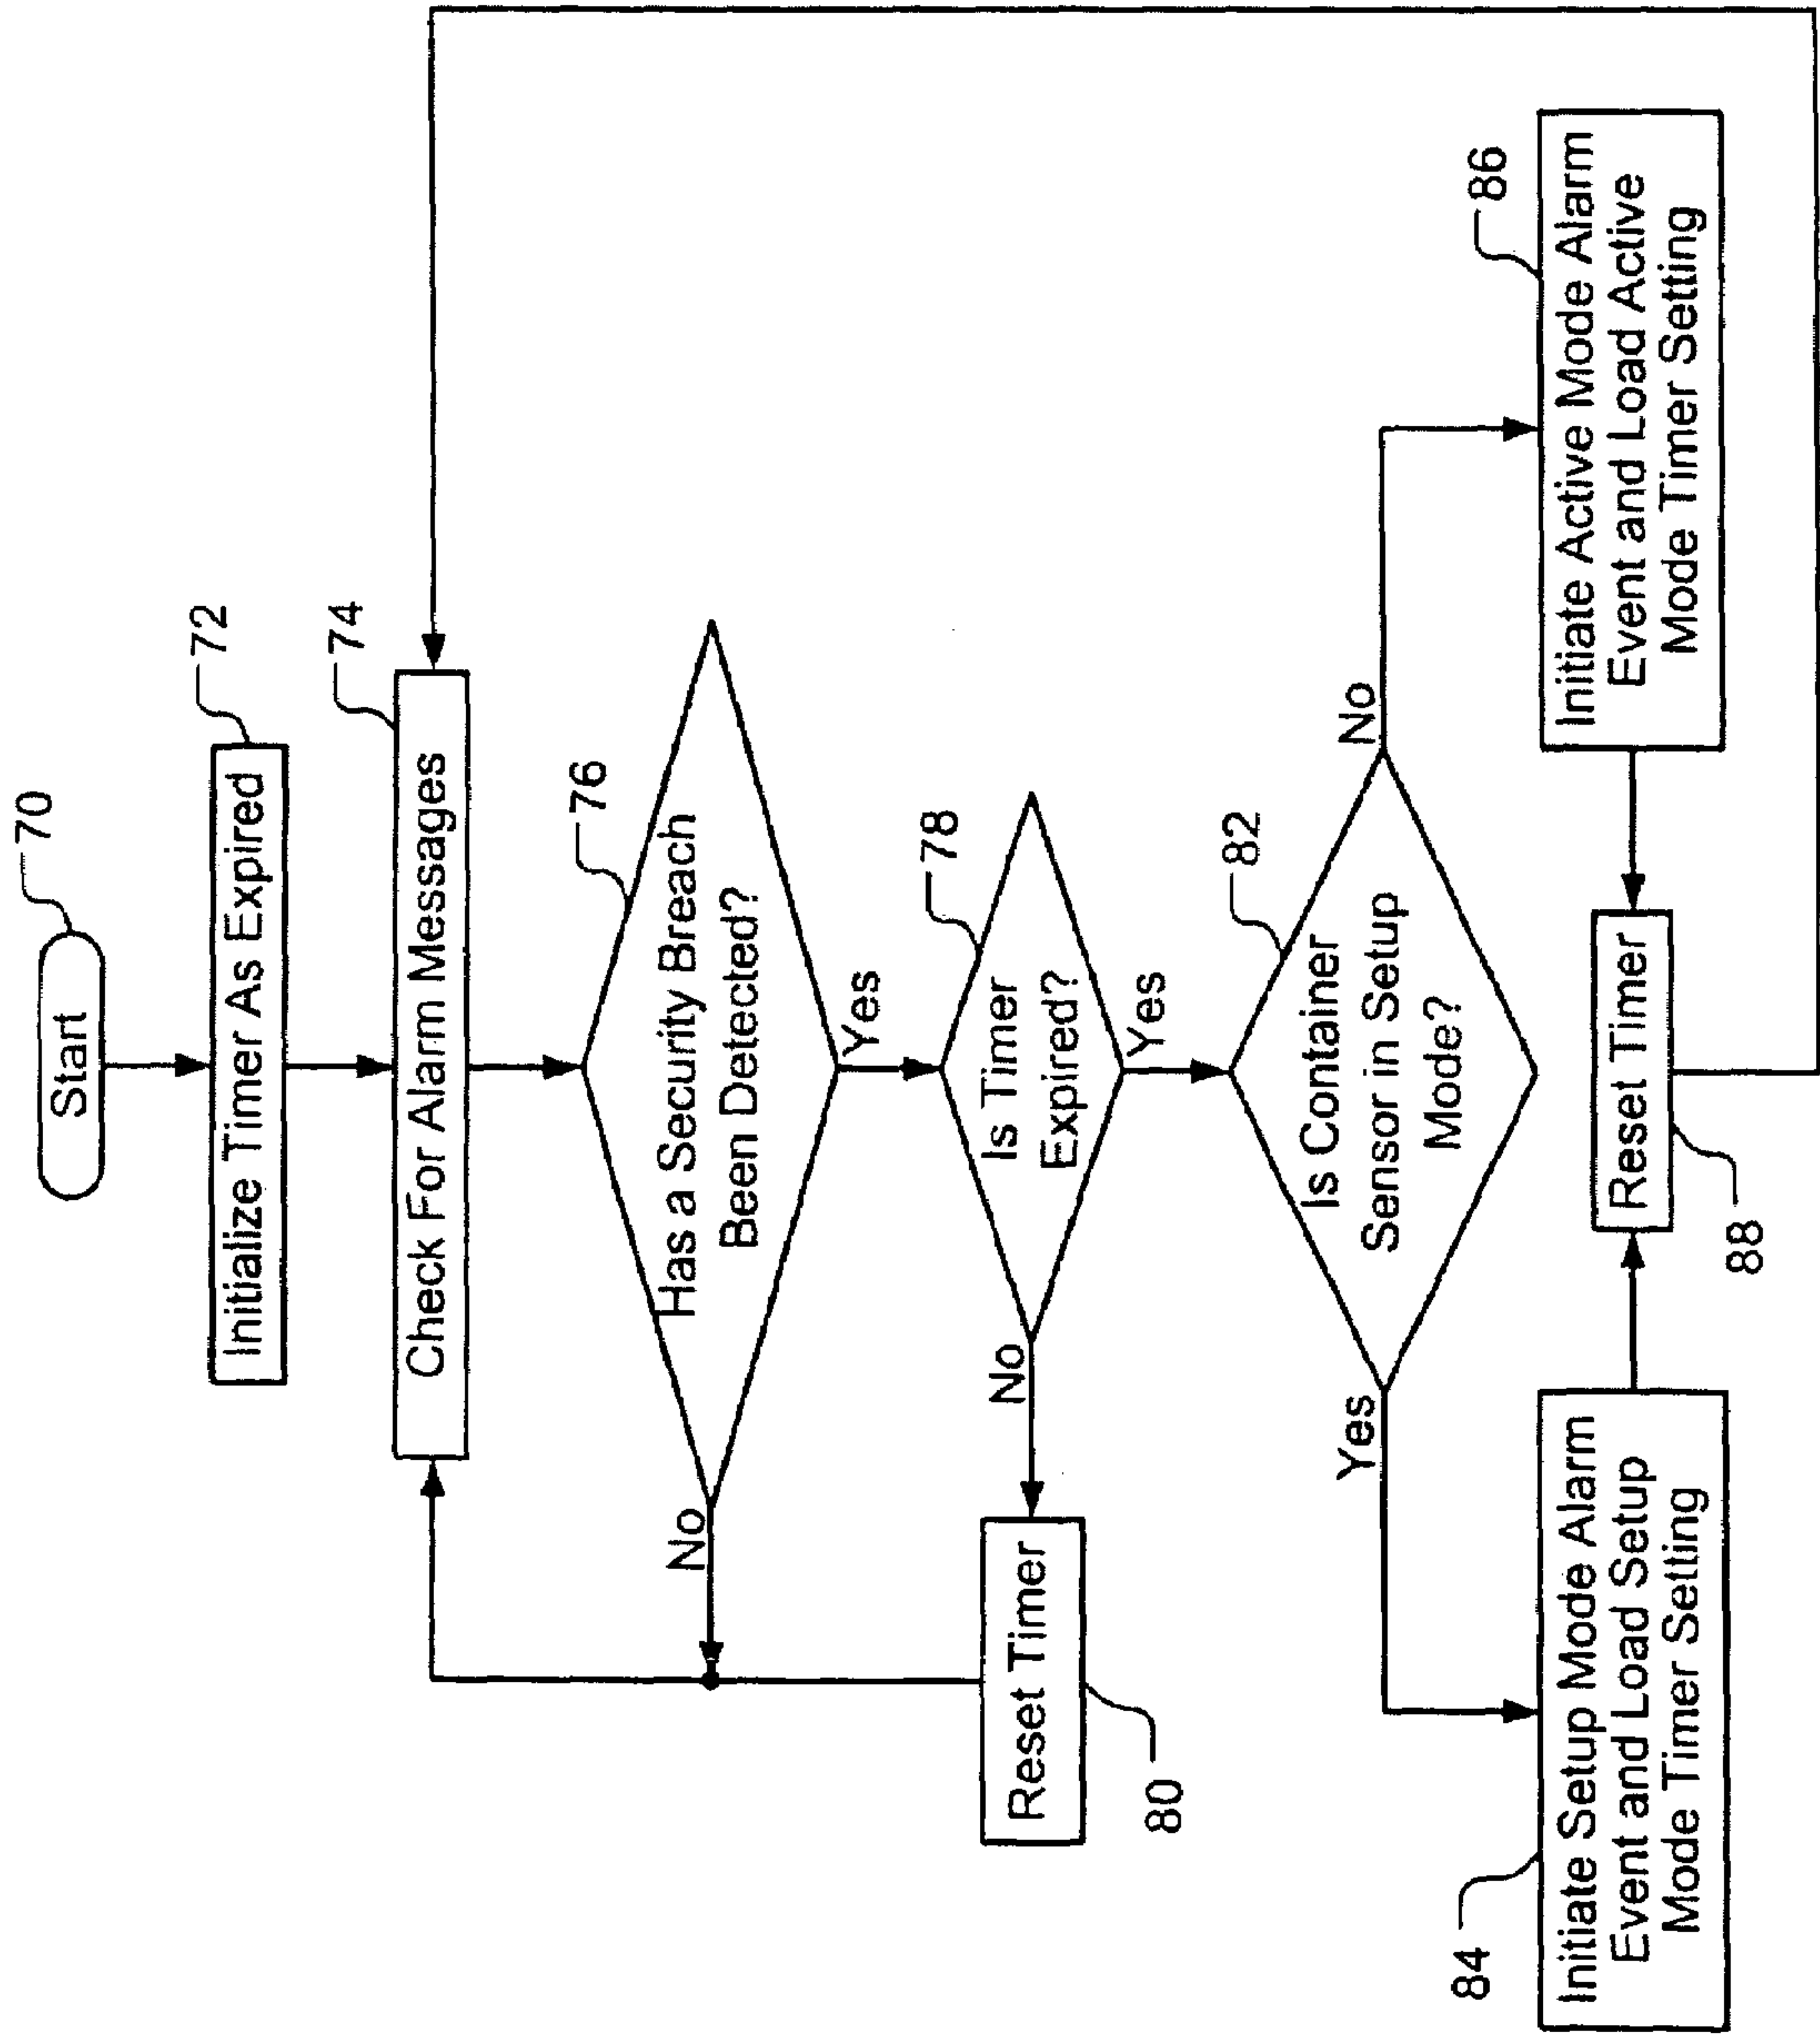 Start
70
Initialize Timer As Expired
72
Check For Alarm Messages
74
Has a Security Breach
Been Detected?
76
No
Yes
Is Timer
Expired?
78
No
Yes
Reset Timer
80
Is Container
Sensor in Setup
Mode?
82
Yes
No
Initiate Setup Mode Alarm
Event and Load Setup
Mode Timer Setting
84
Initiate Active Mode Alarm
Event and Load Active
Mode Timer Setting
86
Reset Timer
88